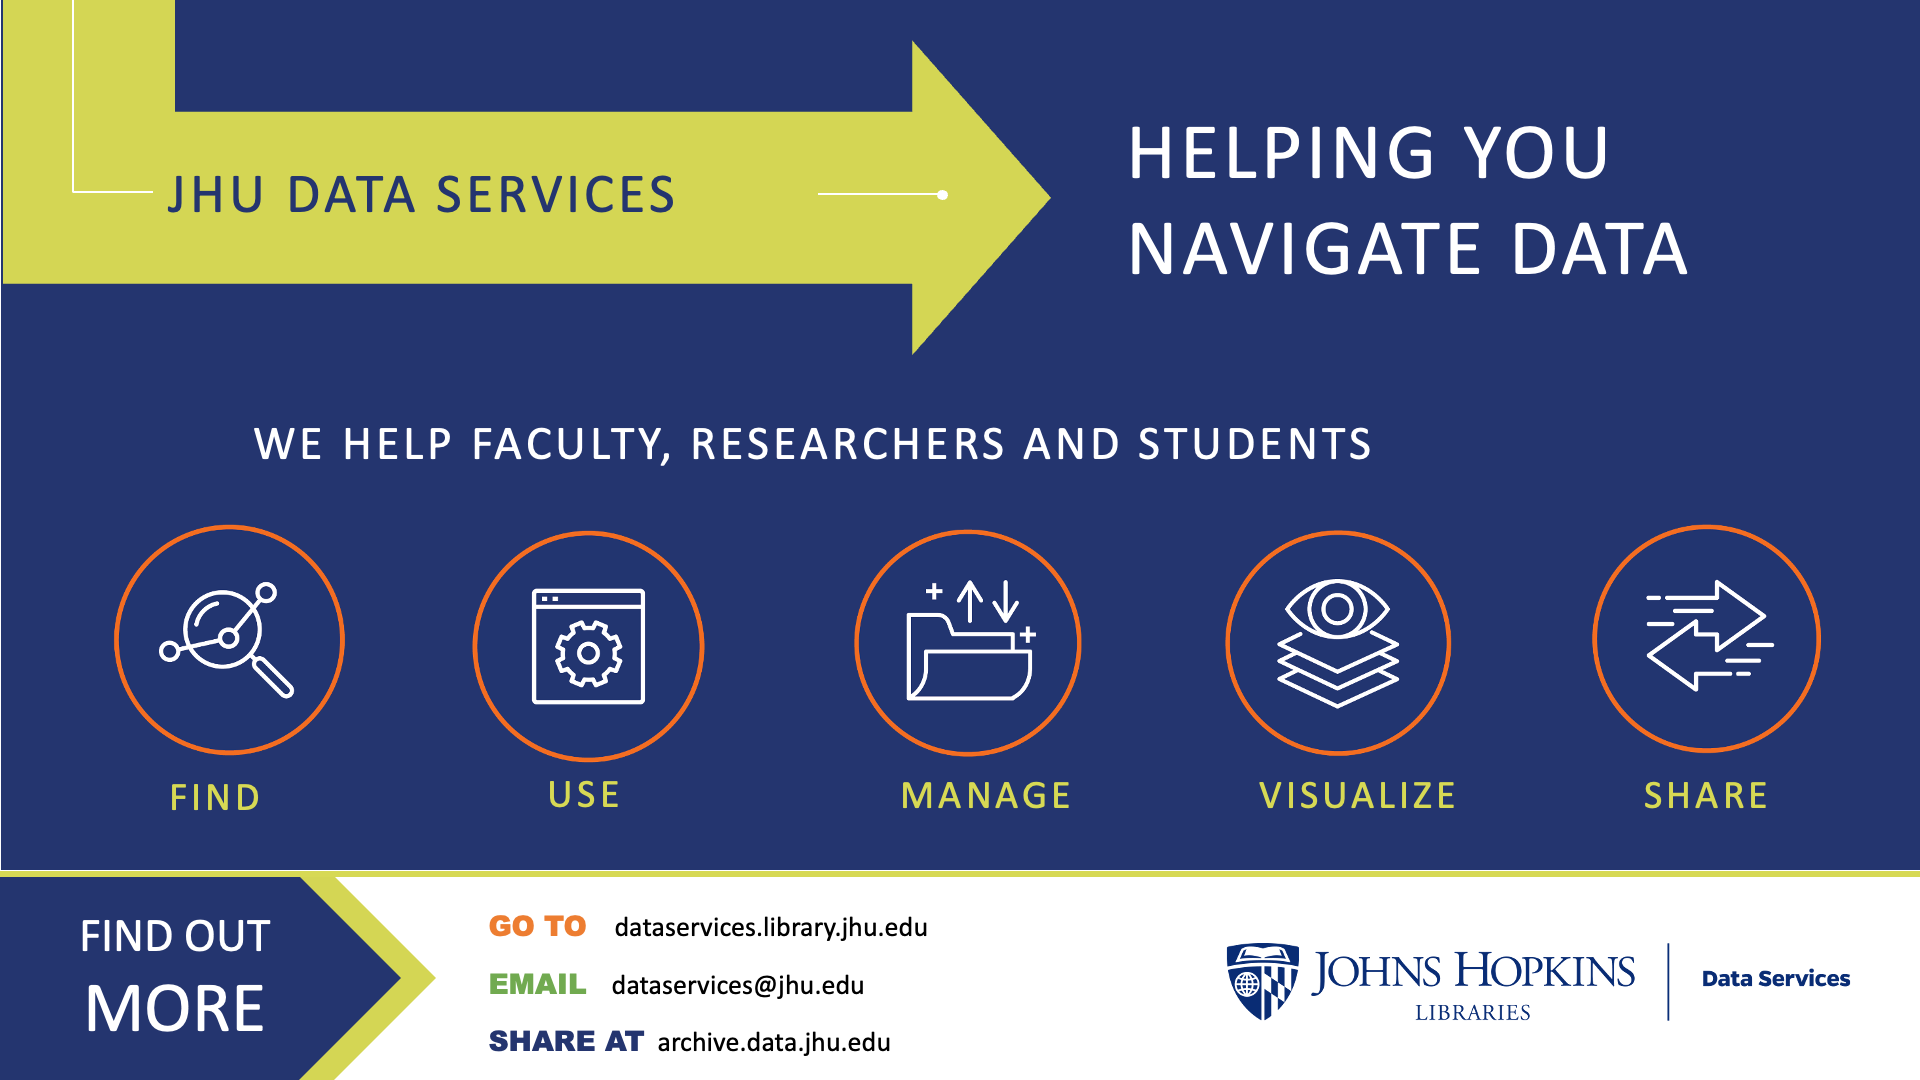 JHU DATA SERVICES
HELPING YOU
NAVIGATE DATA
WE HELP FACULTY, RESEARCHERS AND STUDENTS
FIND
USE
MANAGE
VISUALIZE
SHARE
FIND OUT
MORE
GO TO dataservices.library.jhu.edu
EMAIL dataservices@jhu.edu
SHARE AT archive.data.jhu.edu
JOHNS HOPKINS
LIBRARIES
Data Services